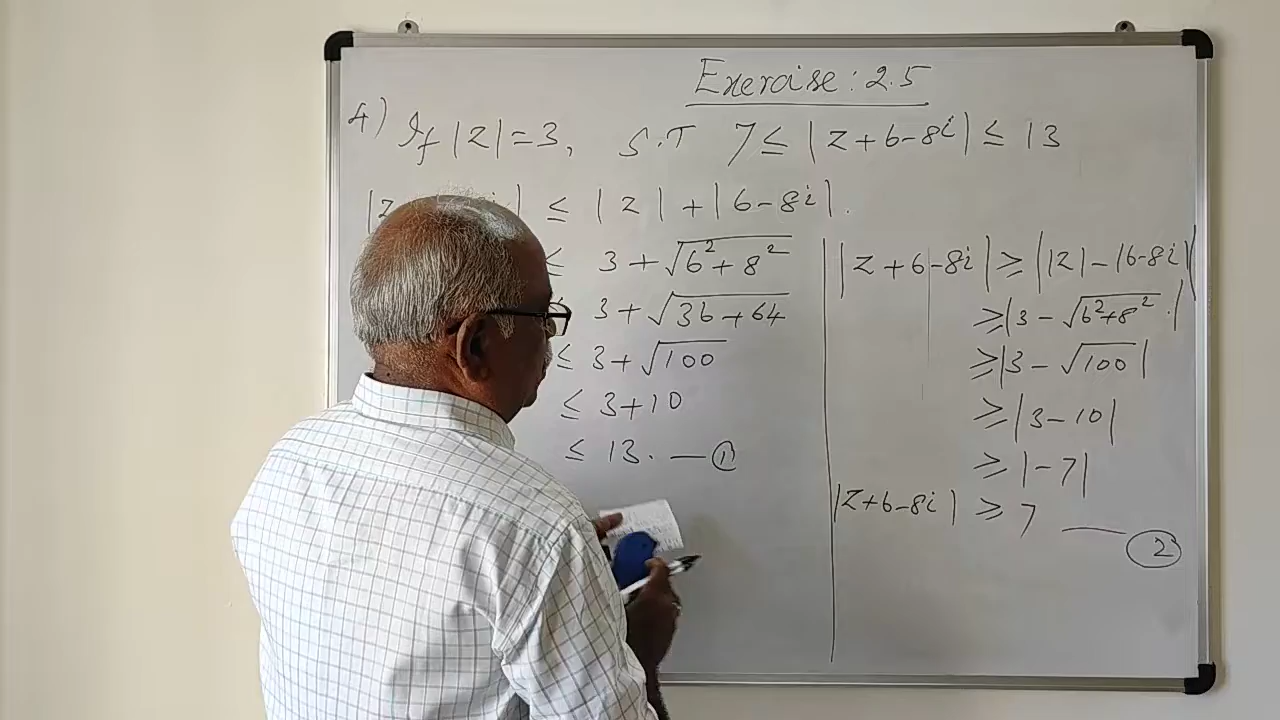 Exercise: 2.5
4) If |z|=3, S.T 7 ≤ |z+6-8i| ≤ 13
|z i| ≤ |z| + |6-8i|.
≤ 3 + √6²+8²
≤ 3 + √36+64
≤ 3 + √100
≤ 3+10
≤ 13. — ①
|z+6-8i| ≥ ||z| - |6-8i||
≥ |3 - √6²+8²|
≥ |3 - √100|
≥ |3-10|
≥ |-7|
|z+6-8i| ≥ 7 — ②